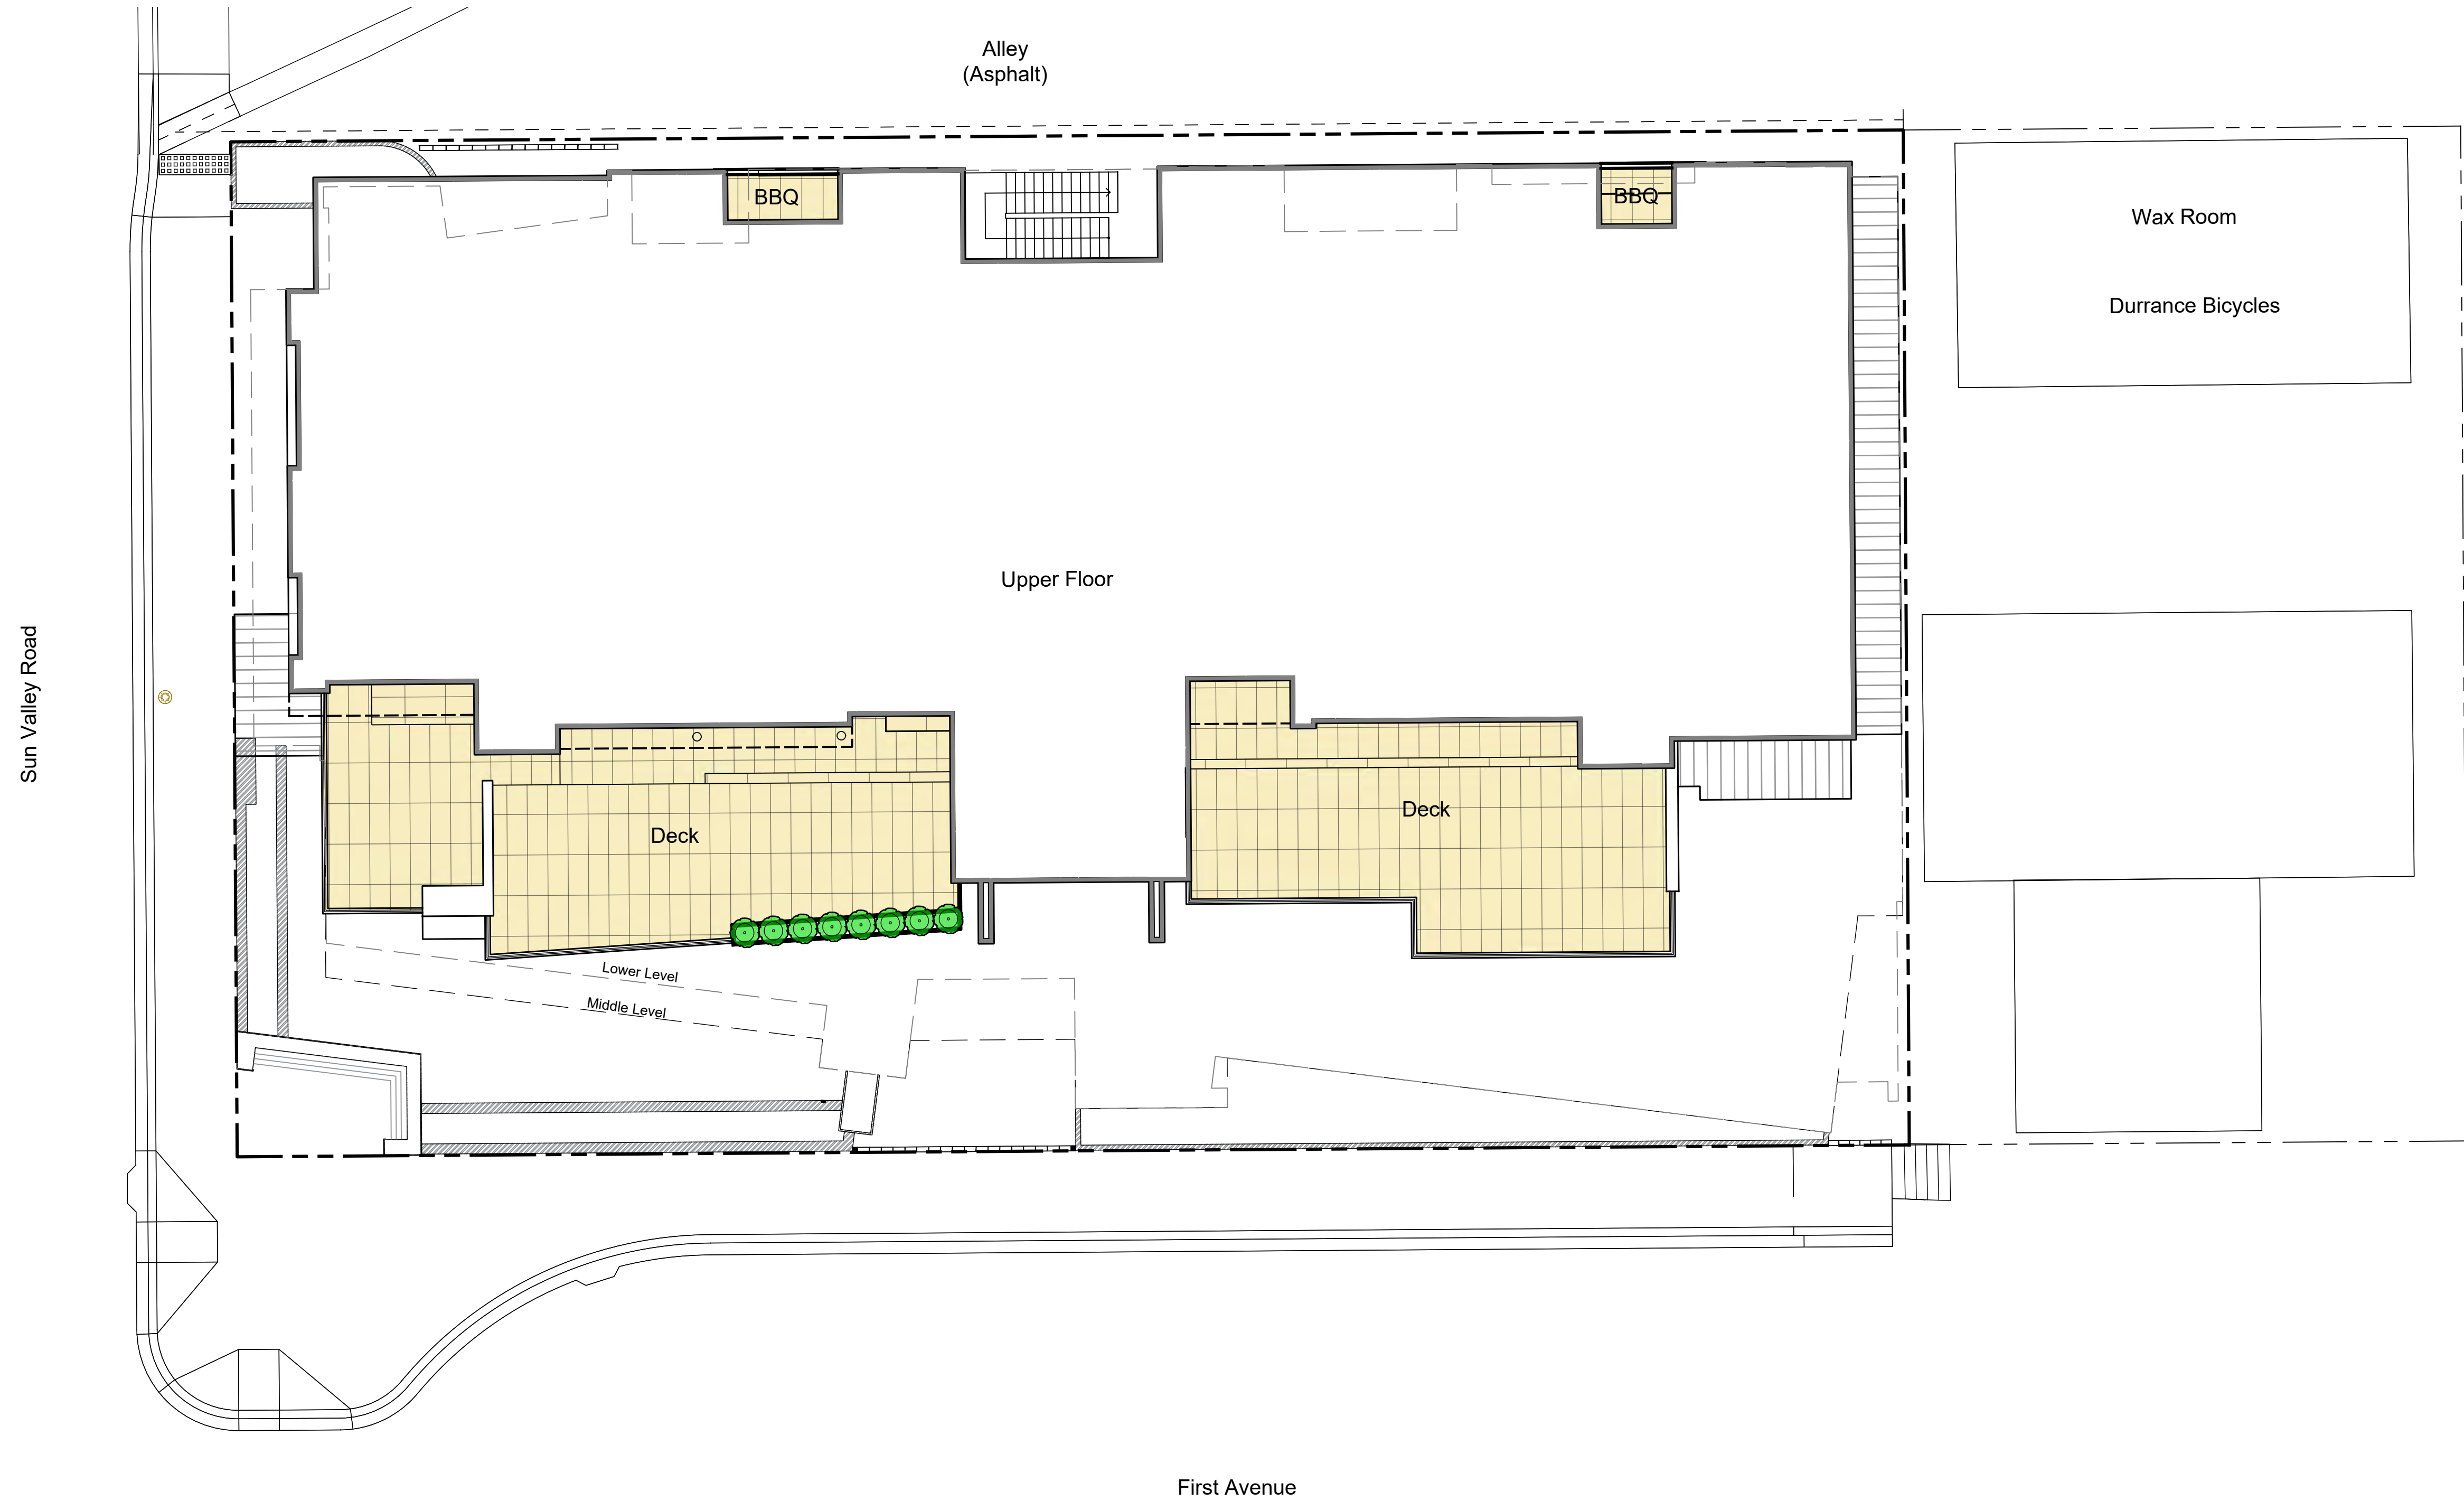 Alley
(Asphalt)
BBQ
BBQ
Wax Room
Durrance Bicycles
Upper Floor
Sun Valley Road
Deck
Deck
Lower Level
Middle Level
First Avenue